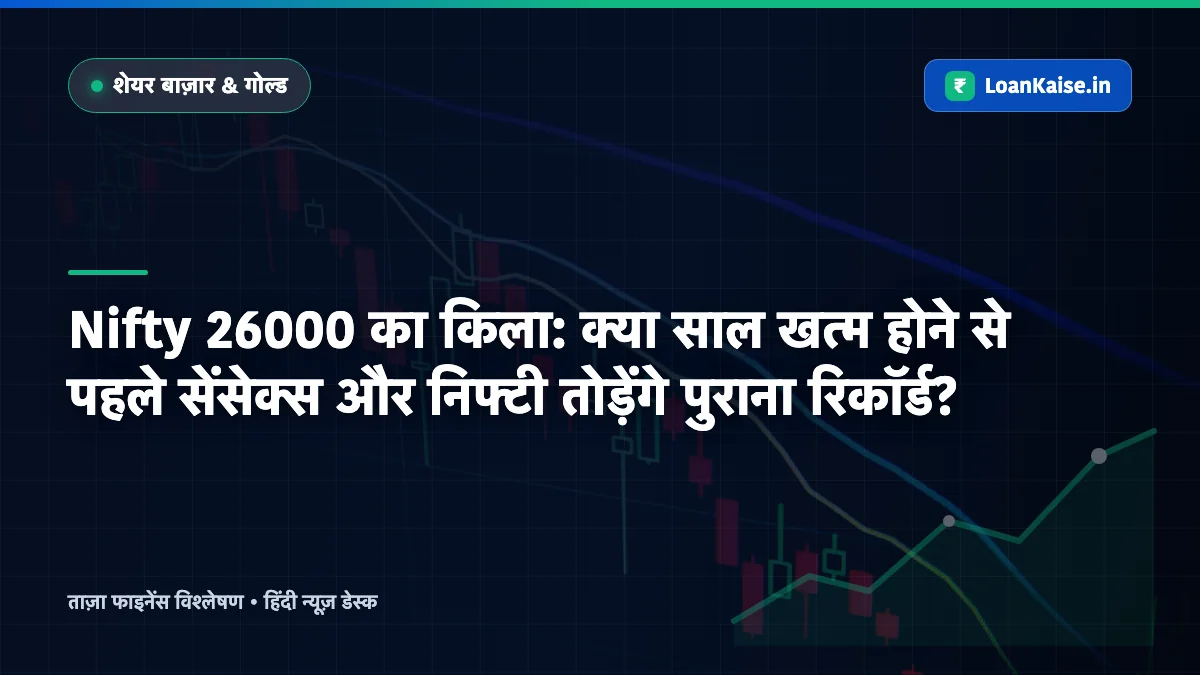 शेयर बाज़ार & गोल्ड
₹ LoanKaise.in
Nifty 26000 का किला: क्या साल खत्म होने से
पहले सेंसेक्स और निफ्टी तोड़ेंगे पुराना रिकॉर्ड?
ताज़ा फाइनेंस विश्लेषण • हिंदी न्यूज़ डेस्क